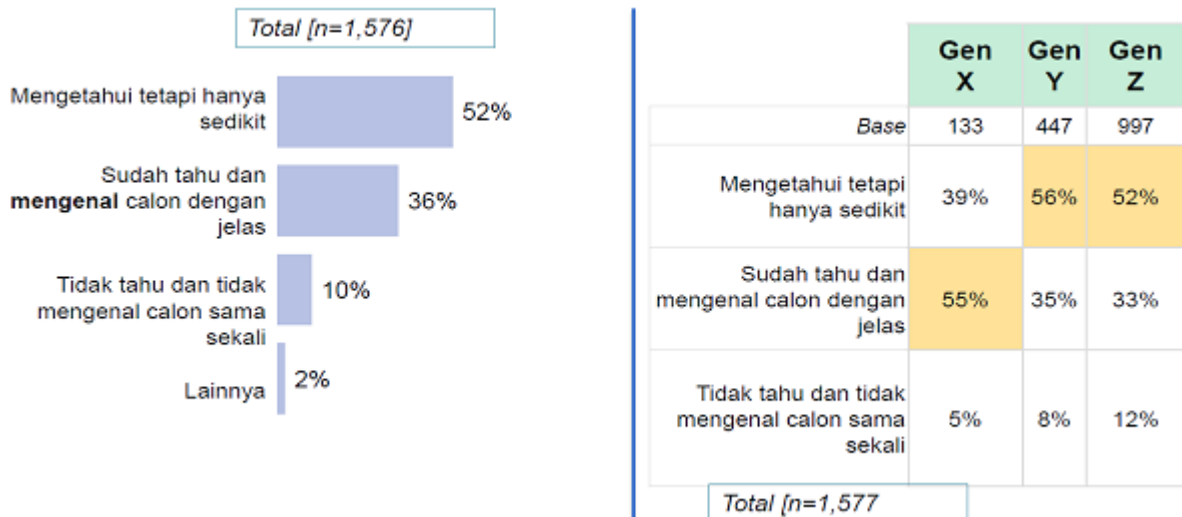 Total [n=1,576]
Mengetahui tetapi hanya
sedikit
52%
Sudah tahu dan
mengenal calon dengan
jelas
36%
Tidak tahu dan tidak
mengenal calon sama
sekali
10%
Lainnya
2%
Gen X Gen Y Gen Z
Base 133 447 997
Mengetahui tetapi
hanya sedikit
39% 56% 52%
Sudah tahu dan
mengenal calon dengan
jelas
55% 35% 33%
Tidak tahu dan tidak
mengenal calon sama
sekali
5% 8% 12%
Total [n=1,577